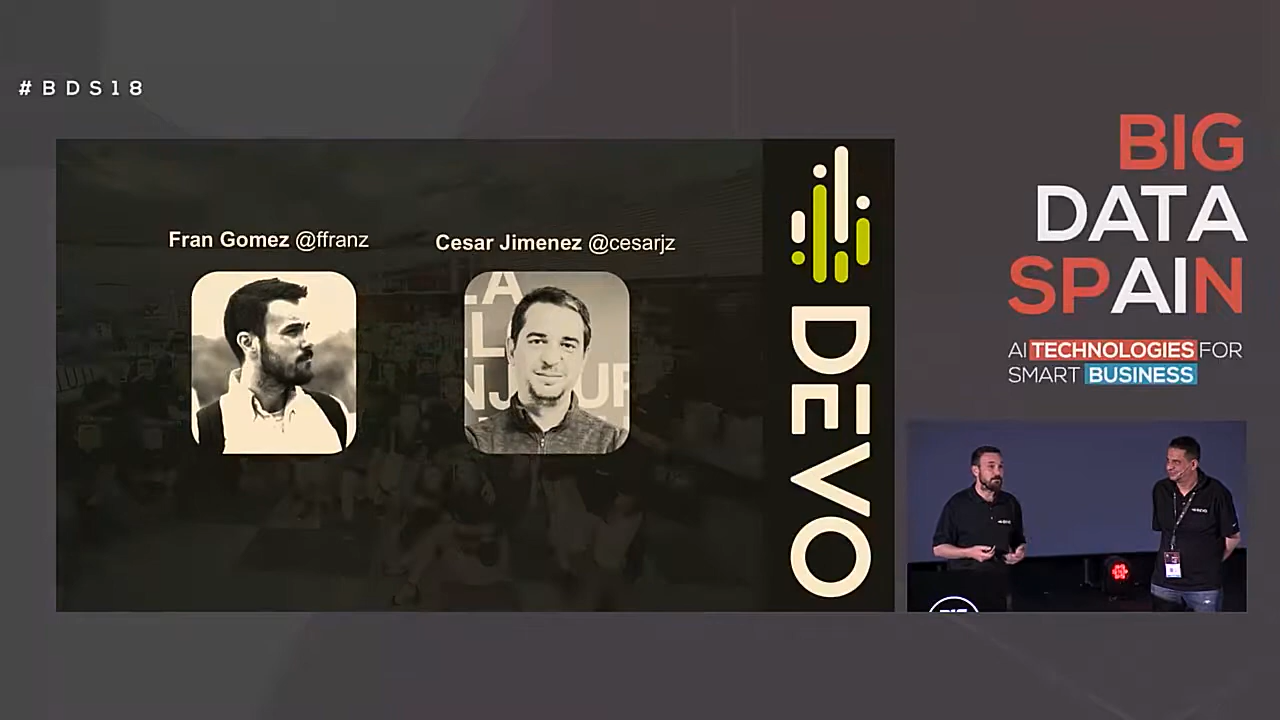 #BDS18
Fran Gomez @ffranz
Cesar Jimenez @cesarjz
DEVO
BIG
DATA
SPAIN
AI TECHNOLOGIES FOR
SMART BUSINESS